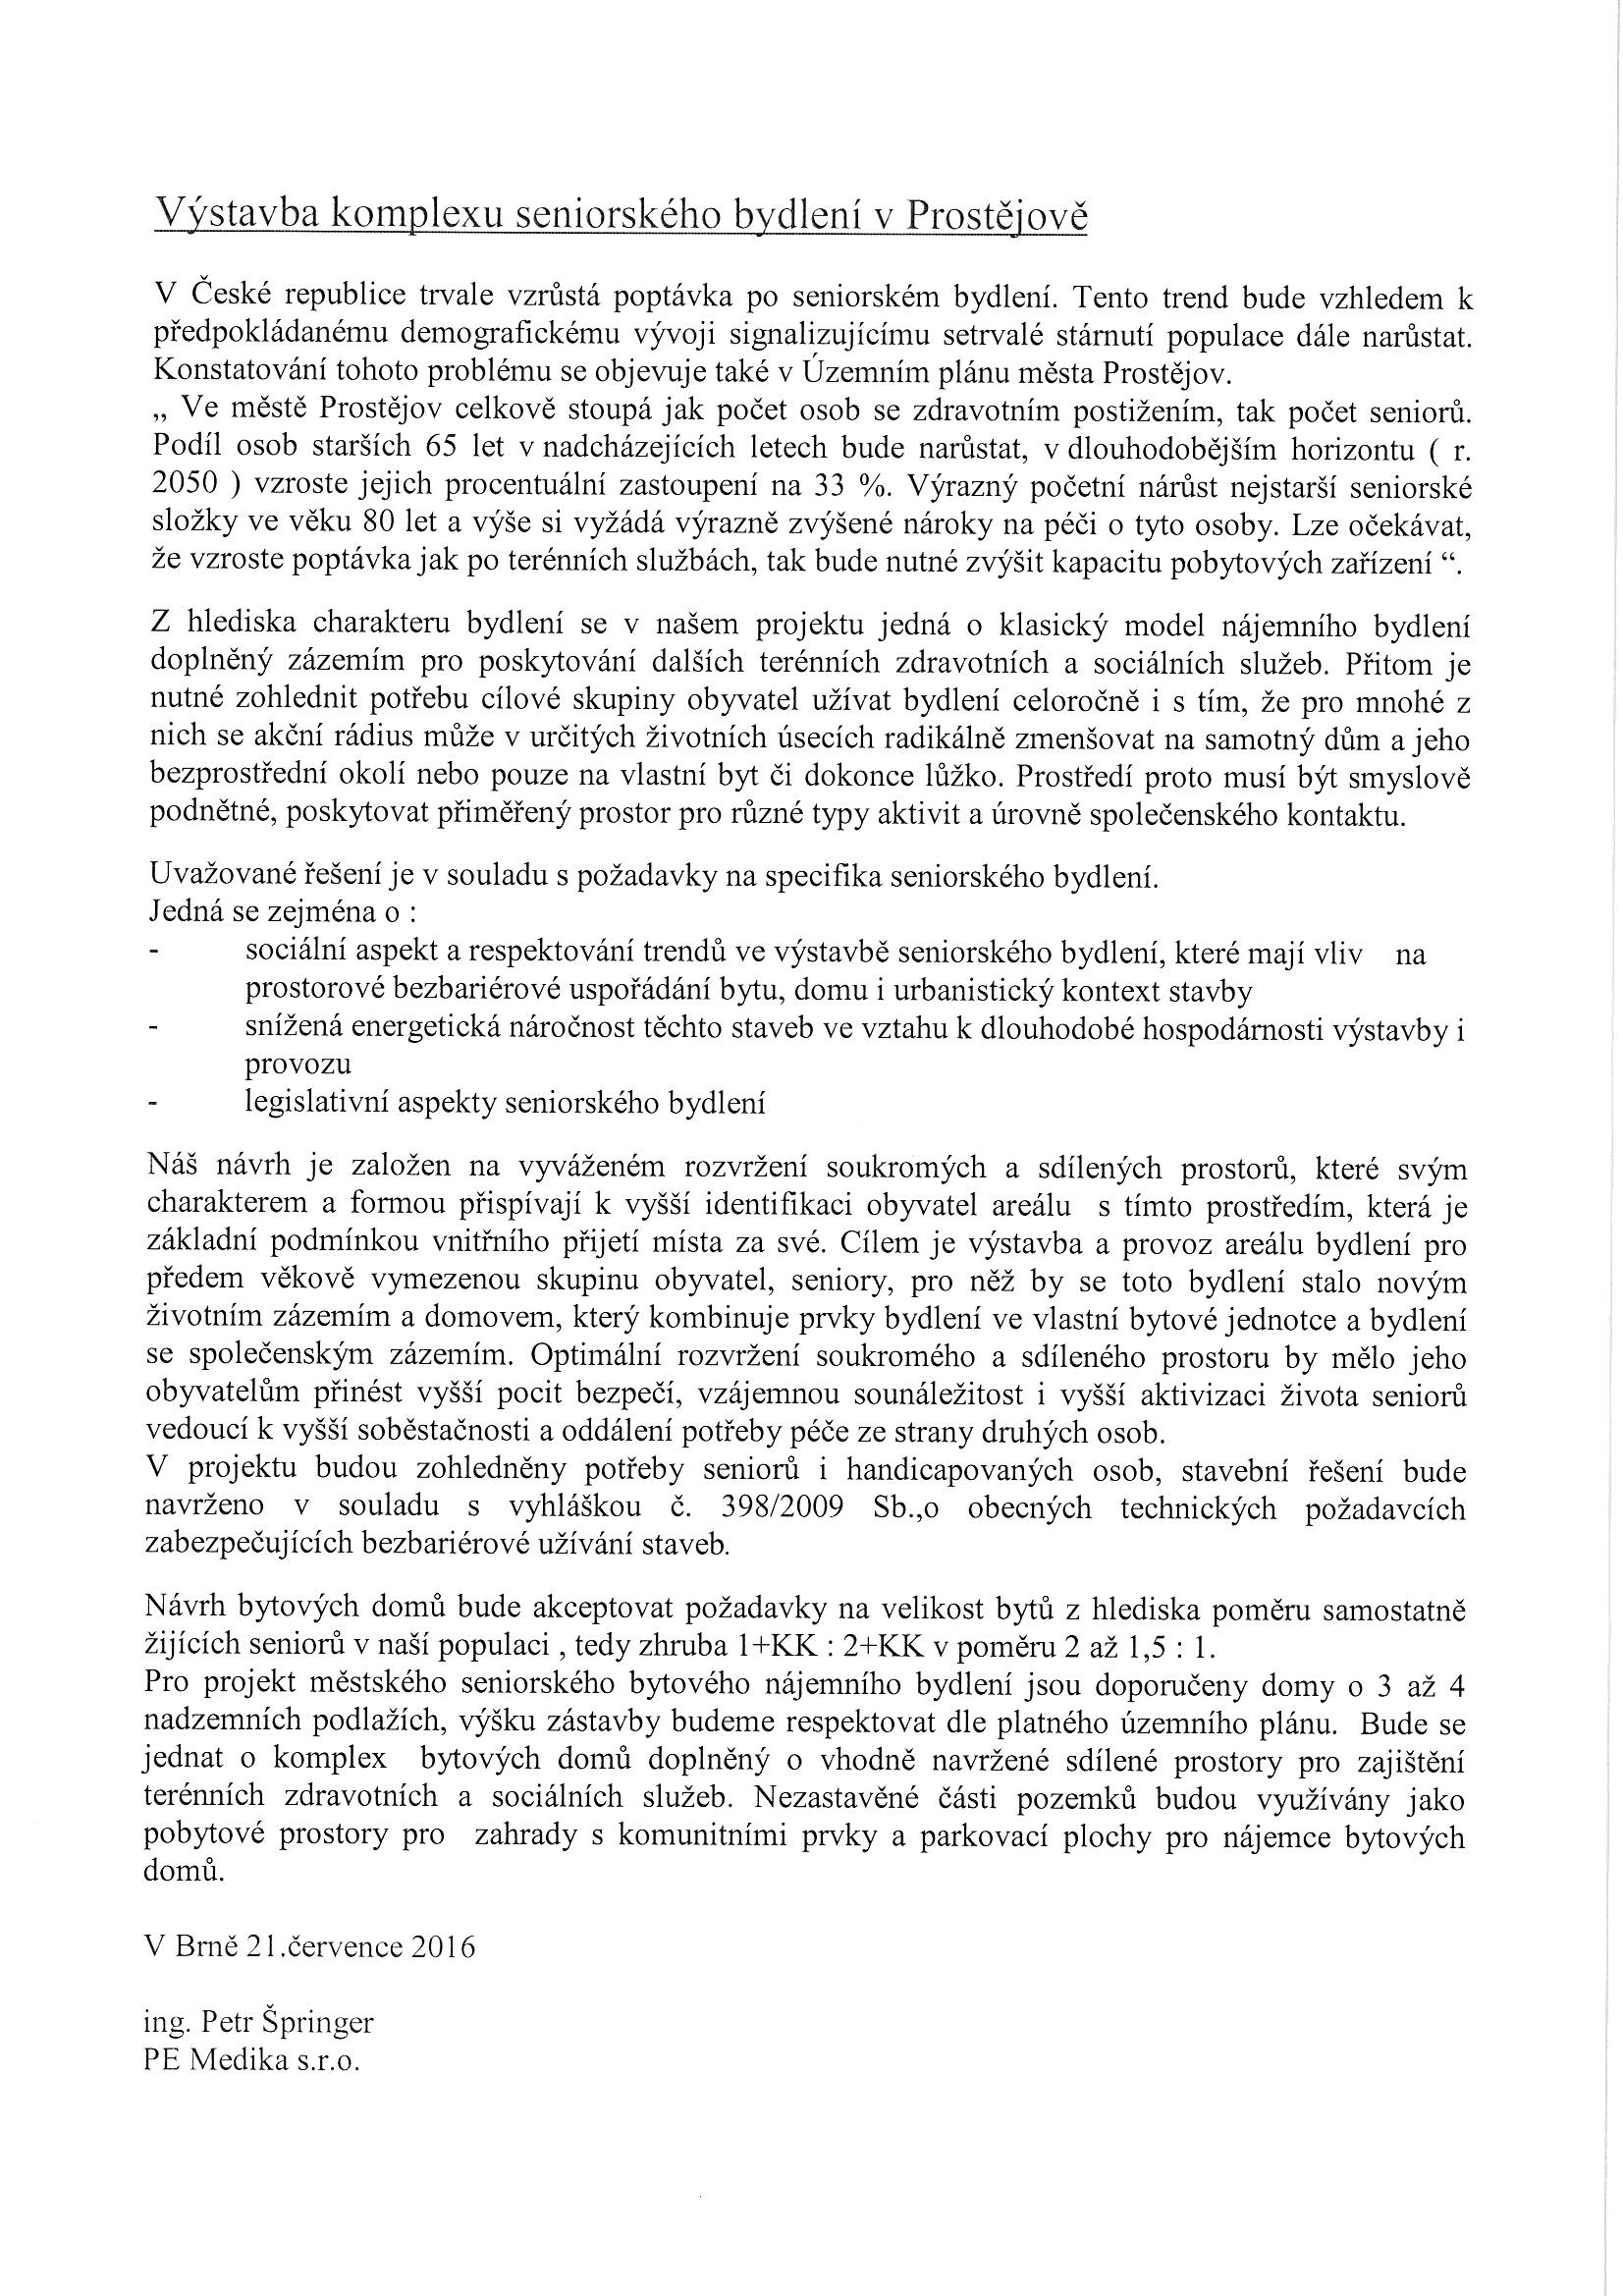 Výstavba komplexu seniorského bydlení v Prostějově
V České republice trvale vzrůstá poptávka po seniorském bydlení. Tento trend bude vzhledem k
předpokládanému demografickému vývoji signalizujícímu setrvalé stárnutí populace dále narůstat.
Konstatování tohoto problému se objevuje také v Územním plánu města Prostějov.
„ Ve městě Prostějov celkově stoupá jak počet osob se zdravotním postižením, tak počet seniorů.
Podíl osob starších 65 let v nadcházejících letech bude narůstat, v dlouhodobějším horizontu ( r.
2050 ) vzroste jejich procentuální zastoupení na 33 %. Výrazný početní nárůst nejstarší seniorské
složky ve věku 80 let a výše si vyžádá výrazně zvýšené nároky na péči o tyto osoby. Lze očekávat,
že vzroste poptávka jak po terénních službách, tak bude nutné zvýšit kapacitu pobytových zařízení “.
Z hlediska charakteru bydlení se v našem projektu jedná o klasický model nájemního bydlení
doplněný zázemím pro poskytování dalších terénních zdravotních a sociálních služeb. Přitom je
nutné zohlednit potřebu cílové skupiny obyvatel užívat bydlení celoročně i s tím, že pro mnohé z
nich se akční rádius může v určitých životních úsecích radikálně zmenšovat na samotný dům a jeho
bezprostřední okolí nebo pouze na vlastní byt či dokonce lůžko. Prostředí proto musí být smyslově
podnětné, poskytovat přiměřený prostor pro různé typy aktivit a úrovně společenského kontaktu.
Uvažované řešení je v souladu s požadavky na specifika seniorského bydlení.
Jedná se zejména o :
- sociální aspekt a respektování trendů ve výstavbě seniorského bydlení, které mají vliv na
prostorové bezbariérové uspořádání bytu, domu i urbanistický kontext stavby
- snížená energetická náročnost těchto staveb ve vztahu k dlouhodobé hospodárnosti výstavby i
provozu
- legislativní aspekty seniorského bydlení
Náš návrh je založen na vyváženém rozvržení soukromých a sdílených prostorů, které svým
charakterem a formou přispívají k vyšší identifikaci obyvatel areálu s tímto prostředím, která je
základní podmínkou vnitřního přijetí místa za své. Cílem je výstavba a provoz areálu bydlení pro
předem věkově vymezenou skupinu obyvatel, seniory, pro něž by se toto bydlení stalo novým
životním zázemím a domovem, který kombinuje prvky bydlení ve vlastní bytové jednotce a bydlení
se společenským zázemím. Optimální rozvržení soukromého a sdíleného prostoru by mělo jeho
obyvatelům přinést vyšší pocit bezpečí, vzájemnou sounáležitost i vyšší aktivizaci života seniorů
vedoucí k vyšší soběstačnosti a oddálení potřeby péče ze strany druhých osob.
V projektu budou zohledněny potřeby seniorů i handicapovaných osob, stavební řešení bude
navrženo v souladu s vyhláškou č. 398/2009 Sb.,o obecných technických požadavcích
zabezpečujících bezbariérové užívání staveb.
Návrh bytových domů bude akceptovat požadavky na velikost bytů z hlediska poměru samostatně
žijících seniorů v naší populaci , tedy zhruba 1+KK : 2+KK v poměru 2 až 1,5 : 1.
Pro projekt městského seniorského bytového nájemního bydlení jsou doporučeny domy o 3 až 4
nadzemních podlažích, výšku zástavby budeme respektovat dle platného územního plánu. Bude se
jednat o komplex bytových domů doplněný o vhodně navržené sdílené prostory pro zajištění
terénních zdravotních a sociálních služeb. Nezastavěné části pozemků budou využívány jako
pobytové prostory pro zahrady s komunitními prvky a parkovací plochy pro nájemce bytových
domů.
V Brně 21.července 2016
ing. Petr Špringer
PE Medika s.r.o.